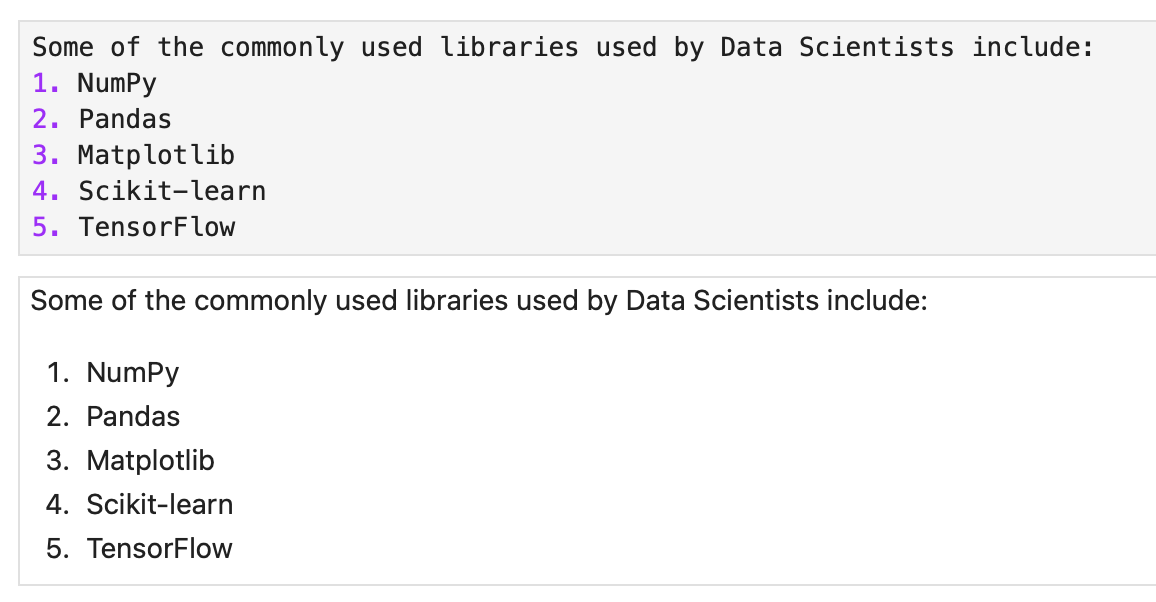 Some of the commonly used libraries used by Data Scientists include:
1. NumPy
2. Pandas
3. Matplotlib
4. Scikit-learn
5. TensorFlow
Some of the commonly used libraries used by Data Scientists include:
1. NumPy
2. Pandas
3. Matplotlib
4. Scikit-learn
5. TensorFlow